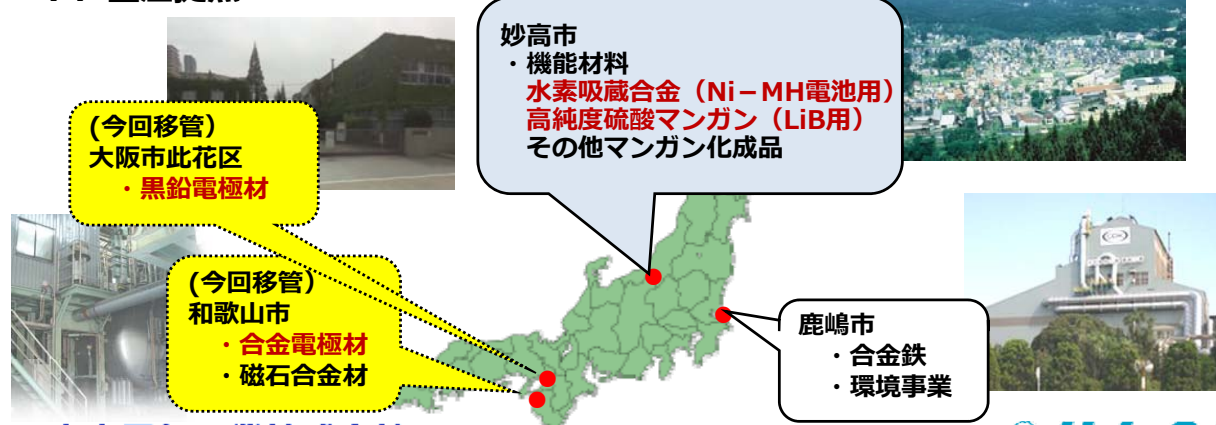 妙高市
・機能材料
水素吸蔵合金（Ni－MH電池用）
高純度硫酸マンガン（LiB用）
その他マンガン化成品
(今回移管）
大阪市此花区
・黒鉛電極材
(今回移管）
和歌山市
・合金電極材
・磁石合金材
鹿嶋市
・合金鉄
・環境事業